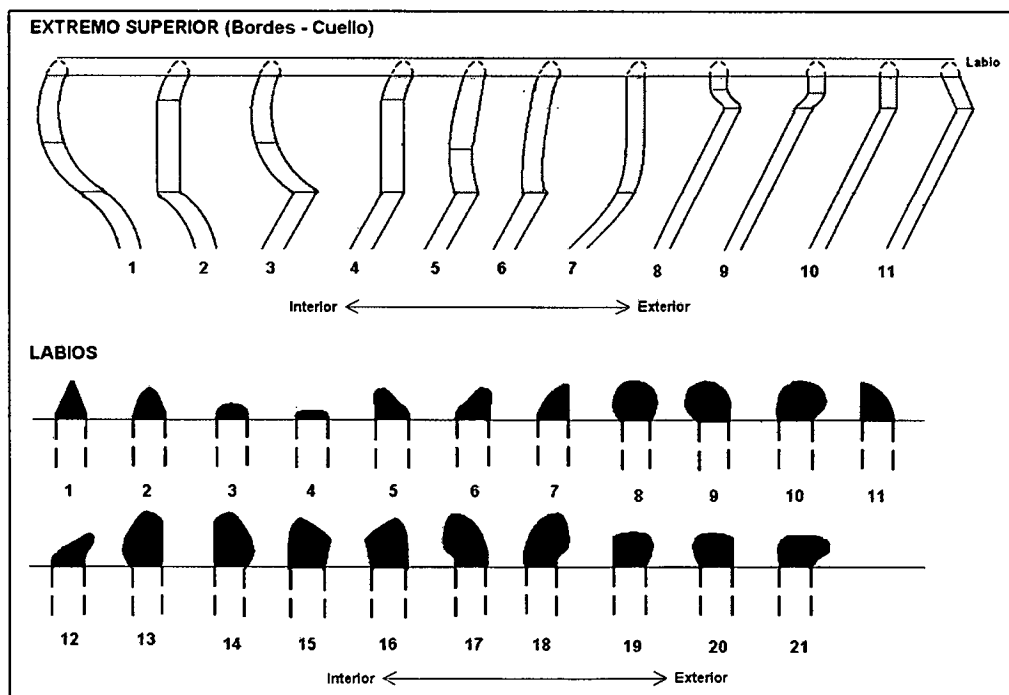 EXTREMO SUPERIOR (Bordes - Cuello)
Labio
1 2 3 4 5 6 7 8 9 10 11
Interior Exterior
LABIOS
1 2 3 4 5 6 7 8 9 10 11
12 13 14 15 16 17 18 19 20 21
Interior Exterior